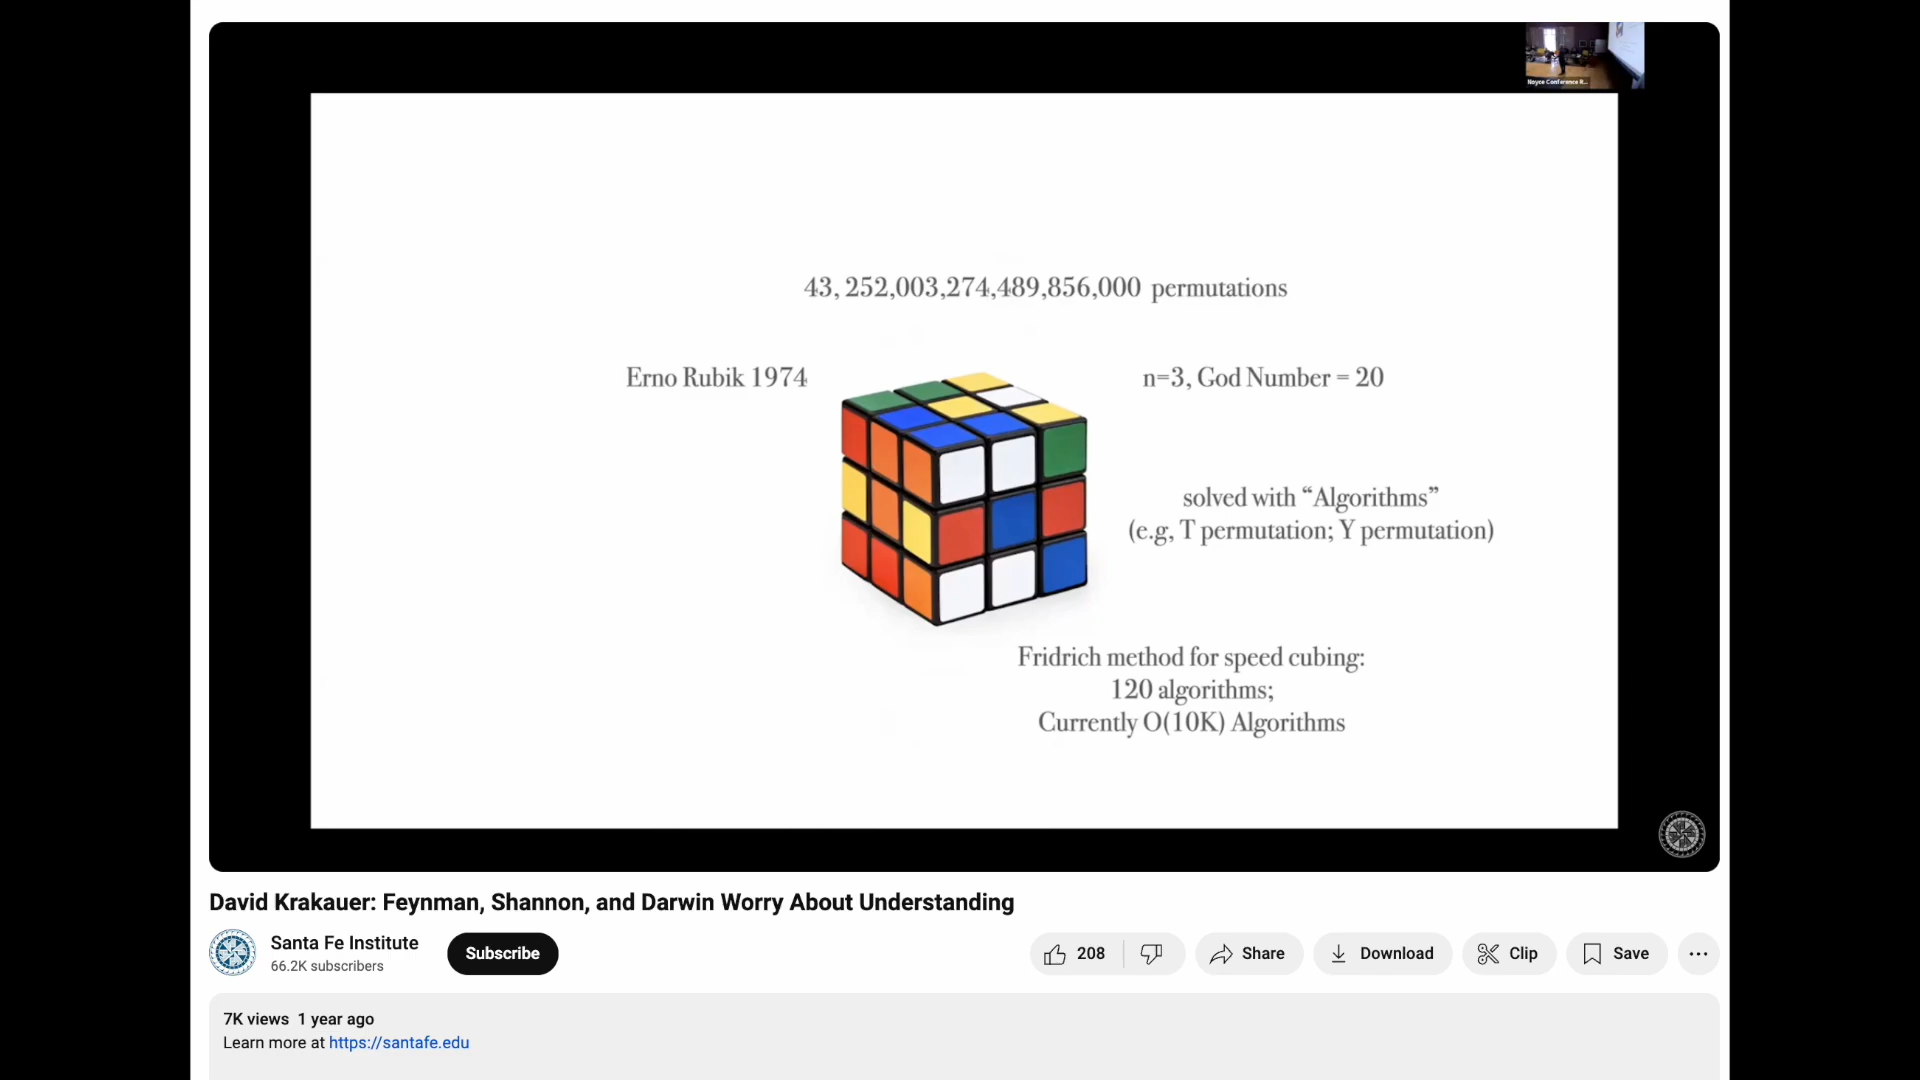 Noyce Conference R...
43, 252,003,274,489,856,000 permutations
Erno Rubik 1974
n=3, God Number = 20
solved with “Algorithms”
(e.g, T permutation; Y permutation)
Fridrich method for speed cubing:
120 algorithms;
Currently O(10K) Algorithms
David Krakauer: Feynman, Shannon, and Darwin Worry About Understanding
Santa Fe Institute
66.2K subscribers
Subscribe
208
Share
Download
Clip
Save
7K views 1 year ago
Learn more at https://santafe.edu